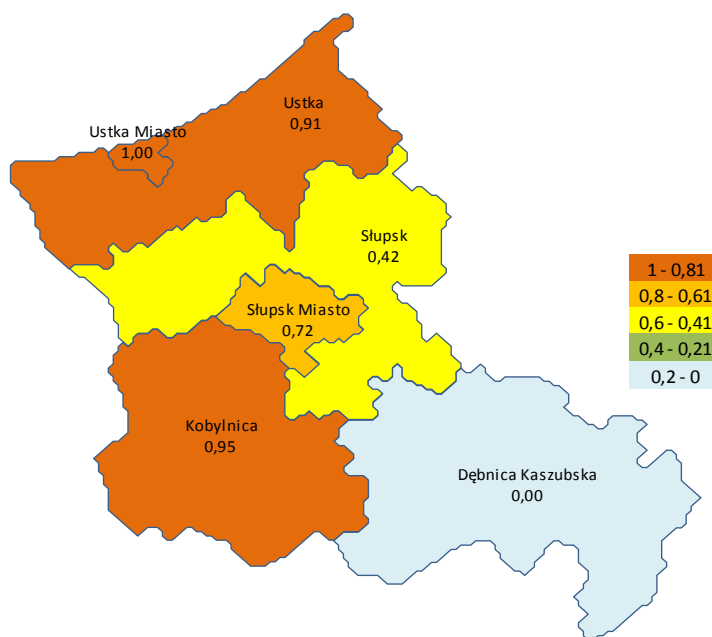 Ustka
0,91
Ustka Miasto
1,00
Słupsk
0,42
Słupsk Miasto
0,72
Kobylnica
0,95
Dębnica Kaszubska
0,00
1 - 0,81
0,8 - 0,61
0,6 - 0,41
0,4 - 0,21
0,2 - 0